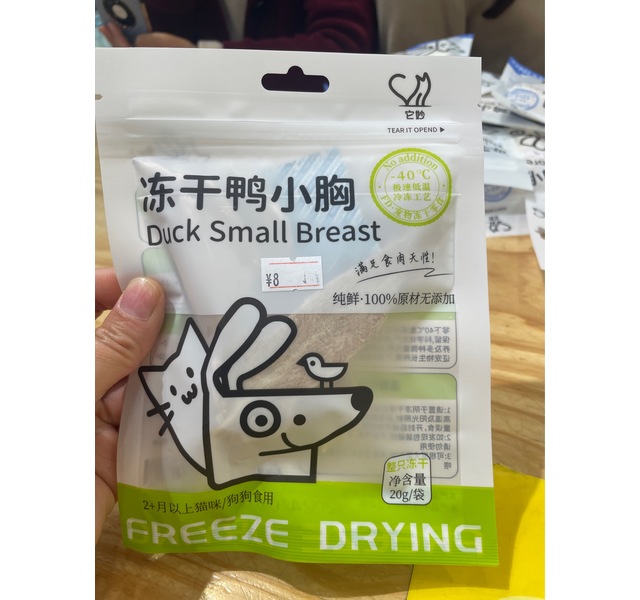 它妙
TEAR IT OPEND
No addition
-40℃
极速低温
冷冻工艺
冻干鸭小胸
Duck Small Breast
满足食肉天性!
¥8
纯鲜·100%原材无添加
整只冻干
净含量
20g/袋
2+月以上猫咪/狗狗食用
FREEZE DRYING